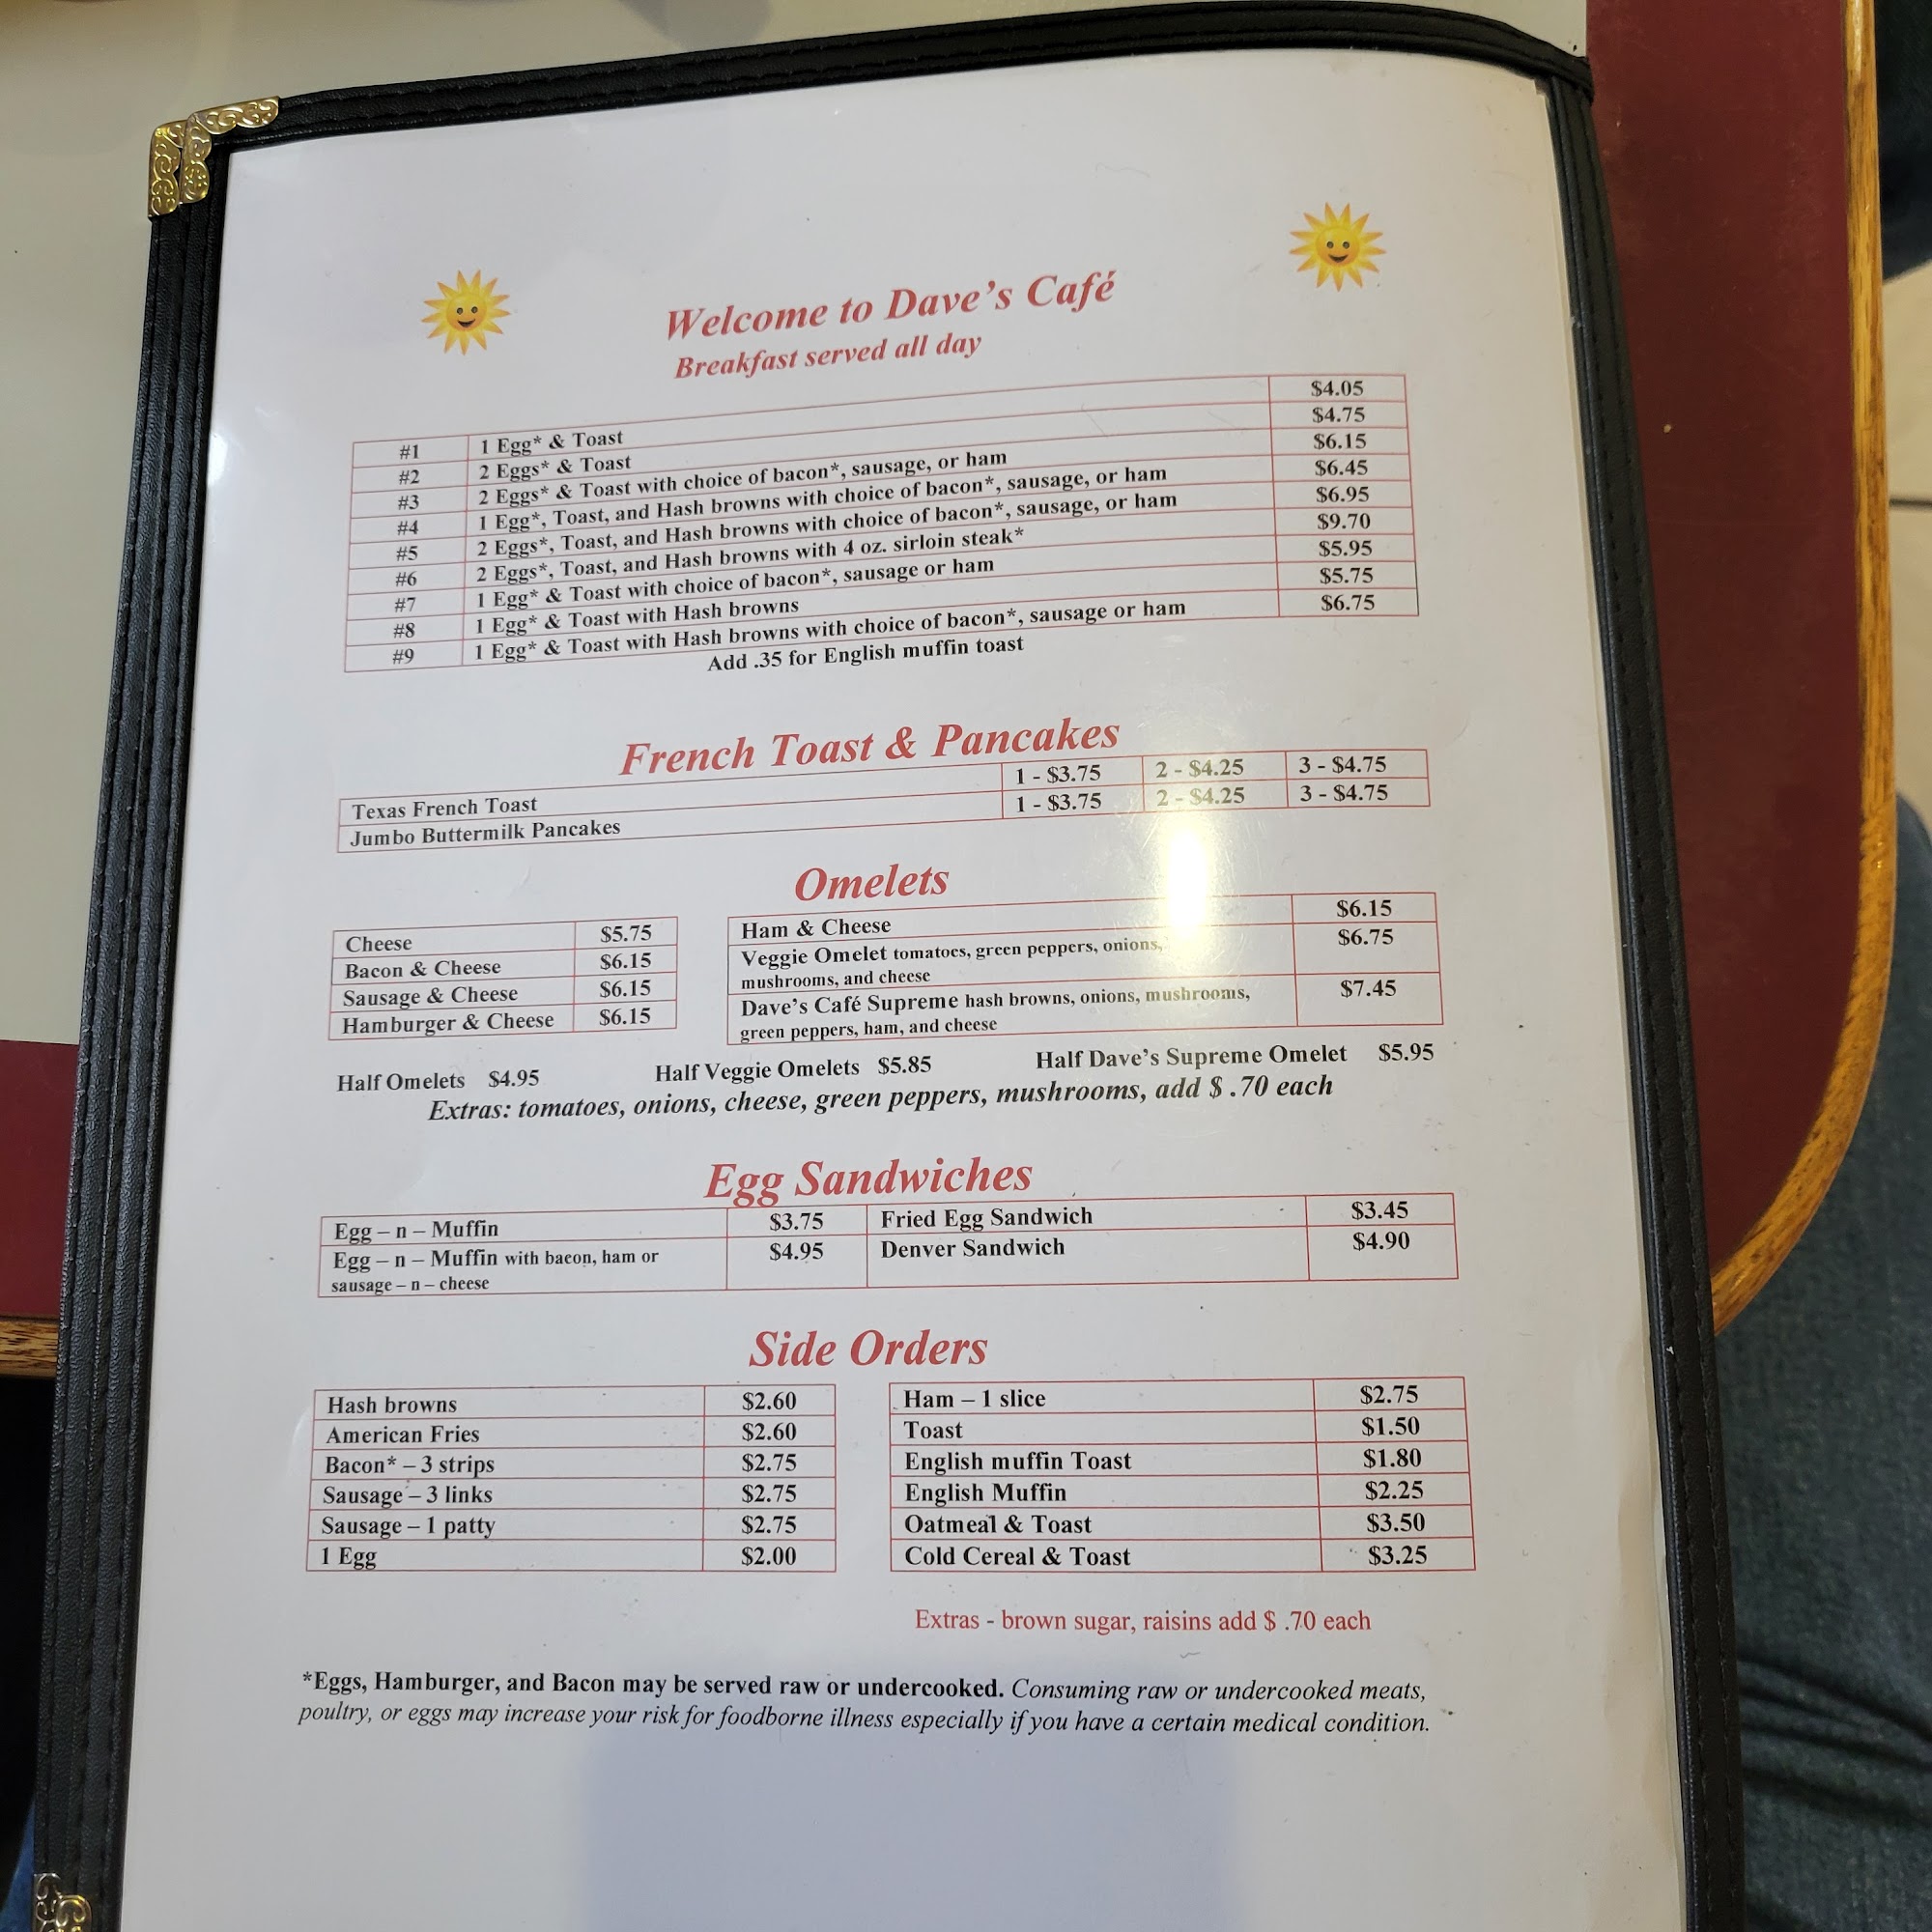 Welcome to Dave's Café
Breakfast served all day
#1 1 Egg* & Toast $4.05
#2 2 Eggs* & Toast $4.75
#3 2 Eggs* & Toast with choice of bacon*, sausage, or ham $6.15
#4 1 Egg*, Toast, and Hash browns with choice of bacon*, sausage, or ham $6.45
#5 2 Eggs*, Toast, and Hash browns with choice of bacon*, sausage, or ham $6.95
#6 2 Eggs*, Toast, and Hash browns with 4 oz. sirloin steak* $9.70
#7 1 Egg* & Toast with choice of bacon*, sausage or ham $5.95
#8 1 Egg* & Toast with Hash browns $5.75
#9 1 Egg* & Toast with Hash browns with choice of bacon*, sausage or ham $6.75
Add .35 for English muffin toast
French Toast & Pancakes
Texas French Toast 1 - $3.75 2 - $4.25 3 - $4.75
Jumbo Buttermilk Pancakes 1 - $3.75 2 - $4.25 3 - $4.75
Omelets
Cheese $5.75
Bacon & Cheese $6.15
Sausage & Cheese $6.15
Hamburger & Cheese $6.15
Ham & Cheese $6.15
Veggie Omelet tomatoes, green peppers, onions, $6.75
mushrooms, and cheese
Dave's Café Supreme hash browns, onions, mushrooms, $7.45
green peppers, ham, and cheese
Half Omelets $4.95 Half Veggie Omelets $5.85 Half Dave's Supreme Omelet $5.95
Extras: tomatoes, onions, cheese, green peppers, mushrooms, add $ .70 each
Egg Sandwiches
Egg – n – Muffin $3.75 Fried Egg Sandwich $3.45
Egg – n – Muffin with bacon, ham or $4.95 Denver Sandwich $4.90
sausage – n – cheese
Side Orders
Hash browns $2.60
American Fries $2.60
Bacon* – 3 strips $2.75
Sausage – 3 links $2.75
Sausage – 1 patty $2.75
1 Egg $2.00
Ham – 1 slice $2.75
Toast $1.50
English muffin Toast $1.80
English Muffin $2.25
Oatmeal & Toast $3.50
Cold Cereal & Toast $3.25
Extras - brown sugar, raisins add $ .70 each
*Eggs, Hamburger, and Bacon may be served raw or undercooked. Consuming raw or undercooked meats,
poultry, or eggs may increase your risk for foodborne illness especially if you have a certain medical condition.